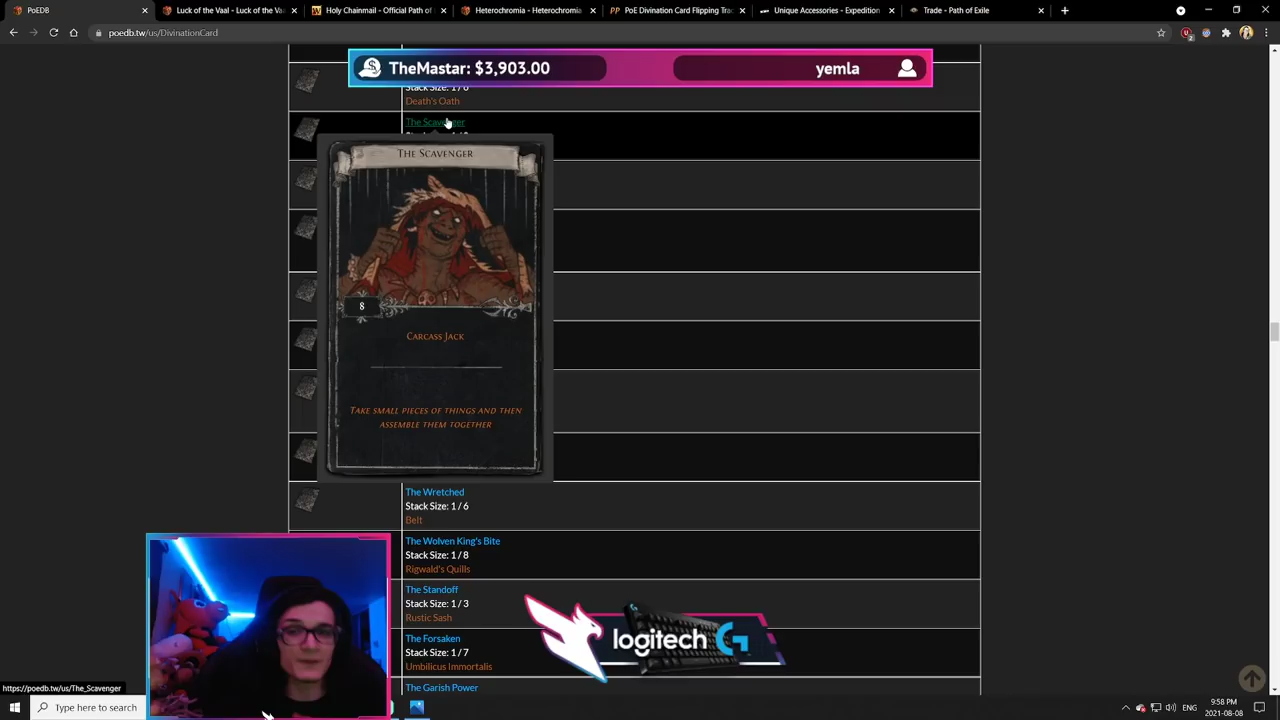 PoEDB
Luck of the Vaal - Luck of the Va
Holy Chainmail - Official Path of
Heterochromia - Heterochromia
PoE Divination Card Flipping Trac
Unique Accessories - Expedition
Trade - Path of Exile
poedb.tw/us/DivinationCard
TheMastar: $3,903.00
yemla
Death's Oath
The Scavenger
THE SCAVENGER
8
CARCASS JACK
TAKE SMALL PIECES OF THINGS AND THEN
ASSEMBLE THEM TOGETHER
The Wretched
Stack Size: 1 / 6
Belt
The Wolven King's Bite
Stack Size: 1 / 8
Rigwald's Quills
The Standoff
Stack Size: 1 / 3
Rustic Sash
The Forsaken
Stack Size: 1 / 7
Umbilicus Immortalis
The Garish Power
logitech G
https://poedb.tw/us/The_Scavenger
Type here to search
ENG
9:58 PM
2021-08-08